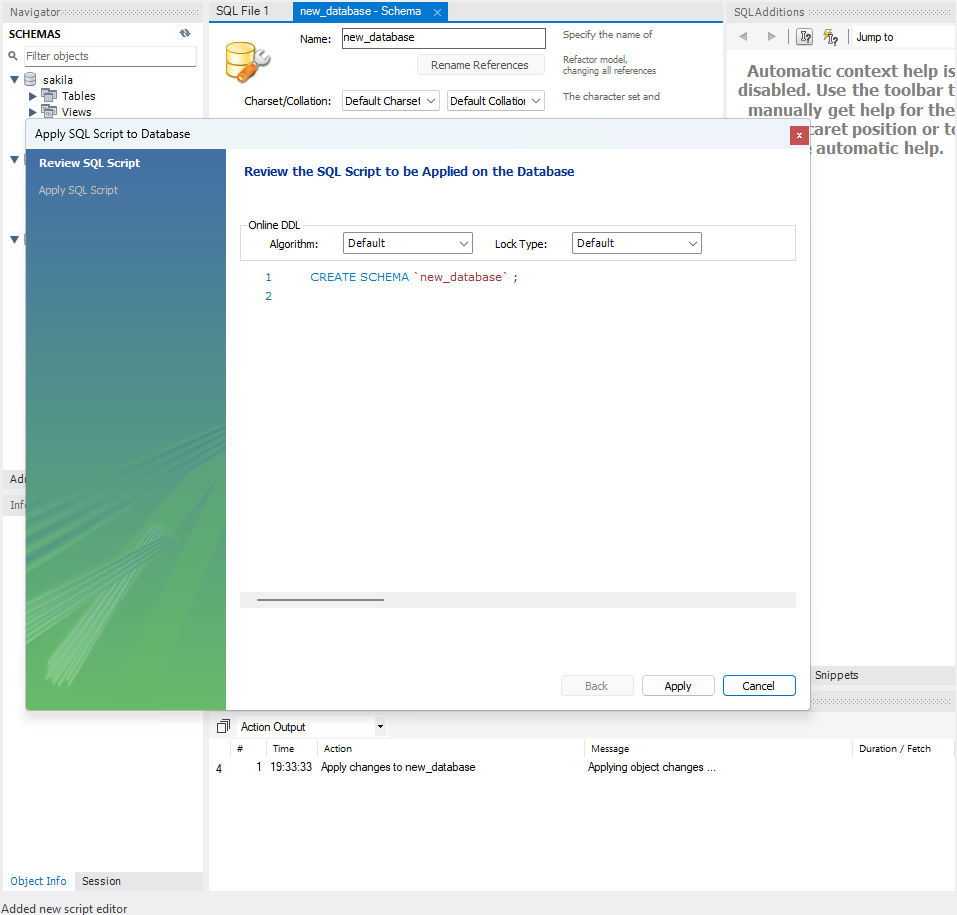 Navigator
SCHEMAS
Filter objects
sakila
Tables
Views
SQL File 1
new_database - Schema
Name: new_database
Specify the name of
Rename References
Refactor model,
changing all references
Charset/Collation: Default Charset Default Collation
The character set and
SQLAdditions
Jump to
Automatic context help is
disabled. Use the toolbar t
manually get help for the
caret position or to
automatic help.
Apply SQL Script to Database
Review SQL Script
Apply SQL Script
Review the SQL Script to be Applied on the Database
Online DDL
Algorithm: Default Lock Type: Default
1 CREATE SCHEMA `new_database` ;
2
Back Apply Cancel
Adm
Info
Snippets
Action Output
# Time Action Message Duration / Fetch
4 1 19:33:33 Apply changes to new_database Applying object changes ...
Object Info Session
Added new script editor